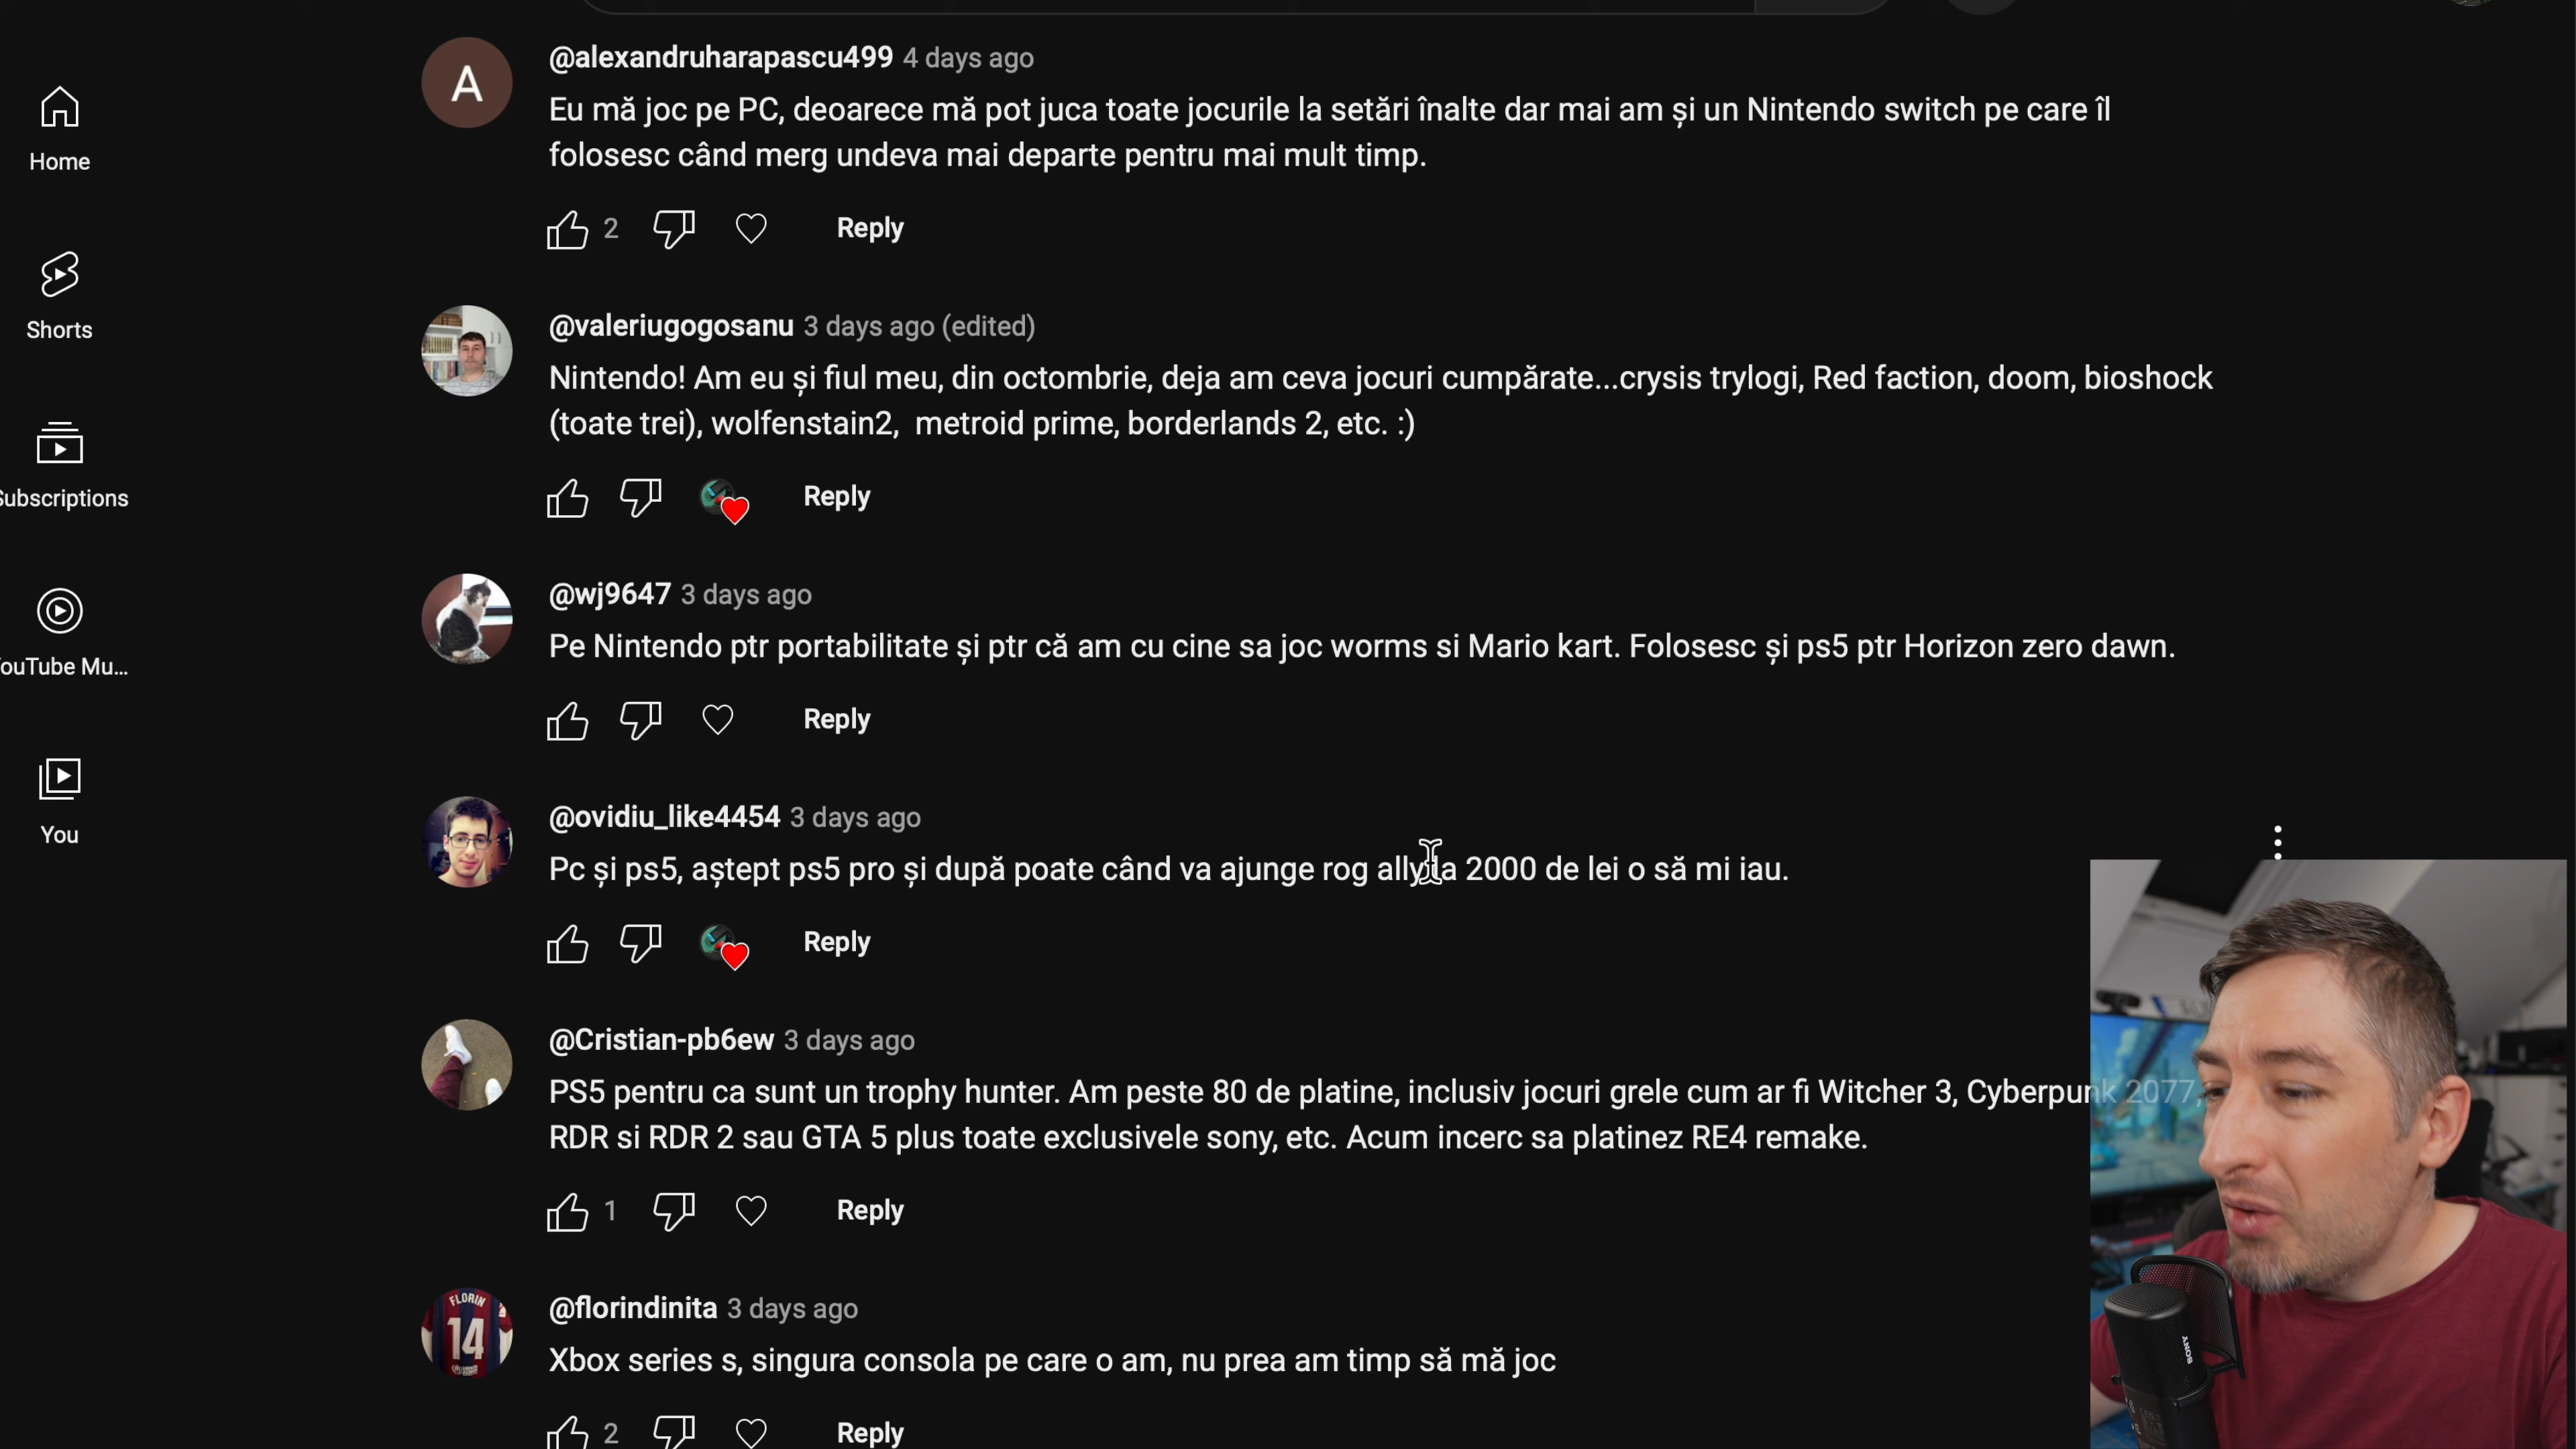 @alexandruharapascu499 4 days ago
A
Eu mă joc pe PC, deoarece mă pot juca toate jocurile la setări înalte dar mai am și un Nintendo switch pe care îl
folosesc când merg undeva mai departe pentru mai mult timp.
2 Reply
Home
Shorts
Subscriptions
ouTube Mu...
You
@valeriugogosanu 3 days ago (edited)
Nintendo! Am eu și fiul meu, din octombrie, deja am ceva jocuri cumpărate...crysis trylogi, Red faction, doom, bioshock
(toate trei), wolfenstain2,  metroid prime, borderlands 2, etc. :)
Reply
@wj9647 3 days ago
Pe Nintendo ptr portabilitate și ptr că am cu cine sa joc worms si Mario kart. Folosesc și ps5 ptr Horizon zero dawn.
Reply
@ovidiu_like4454 3 days ago
Pc și ps5, aștept ps5 pro și după poate când va ajunge rog ally la 2000 de lei o să mi iau.
Reply
@Cristian-pb6ew 3 days ago
PS5 pentru ca sunt un trophy hunter. Am peste 80 de platine, inclusiv jocuri grele cum ar fi Witcher 3, Cyberpunk 2077,
RDR si RDR 2 sau GTA 5 plus toate exclusivele sony, etc. Acum incerc sa platinez RE4 remake.
1 Reply
@florindinita 3 days ago
FLORIN
14
Xbox series s, singura consola pe care o am, nu prea am timp să mă joc
2 Reply
SONY